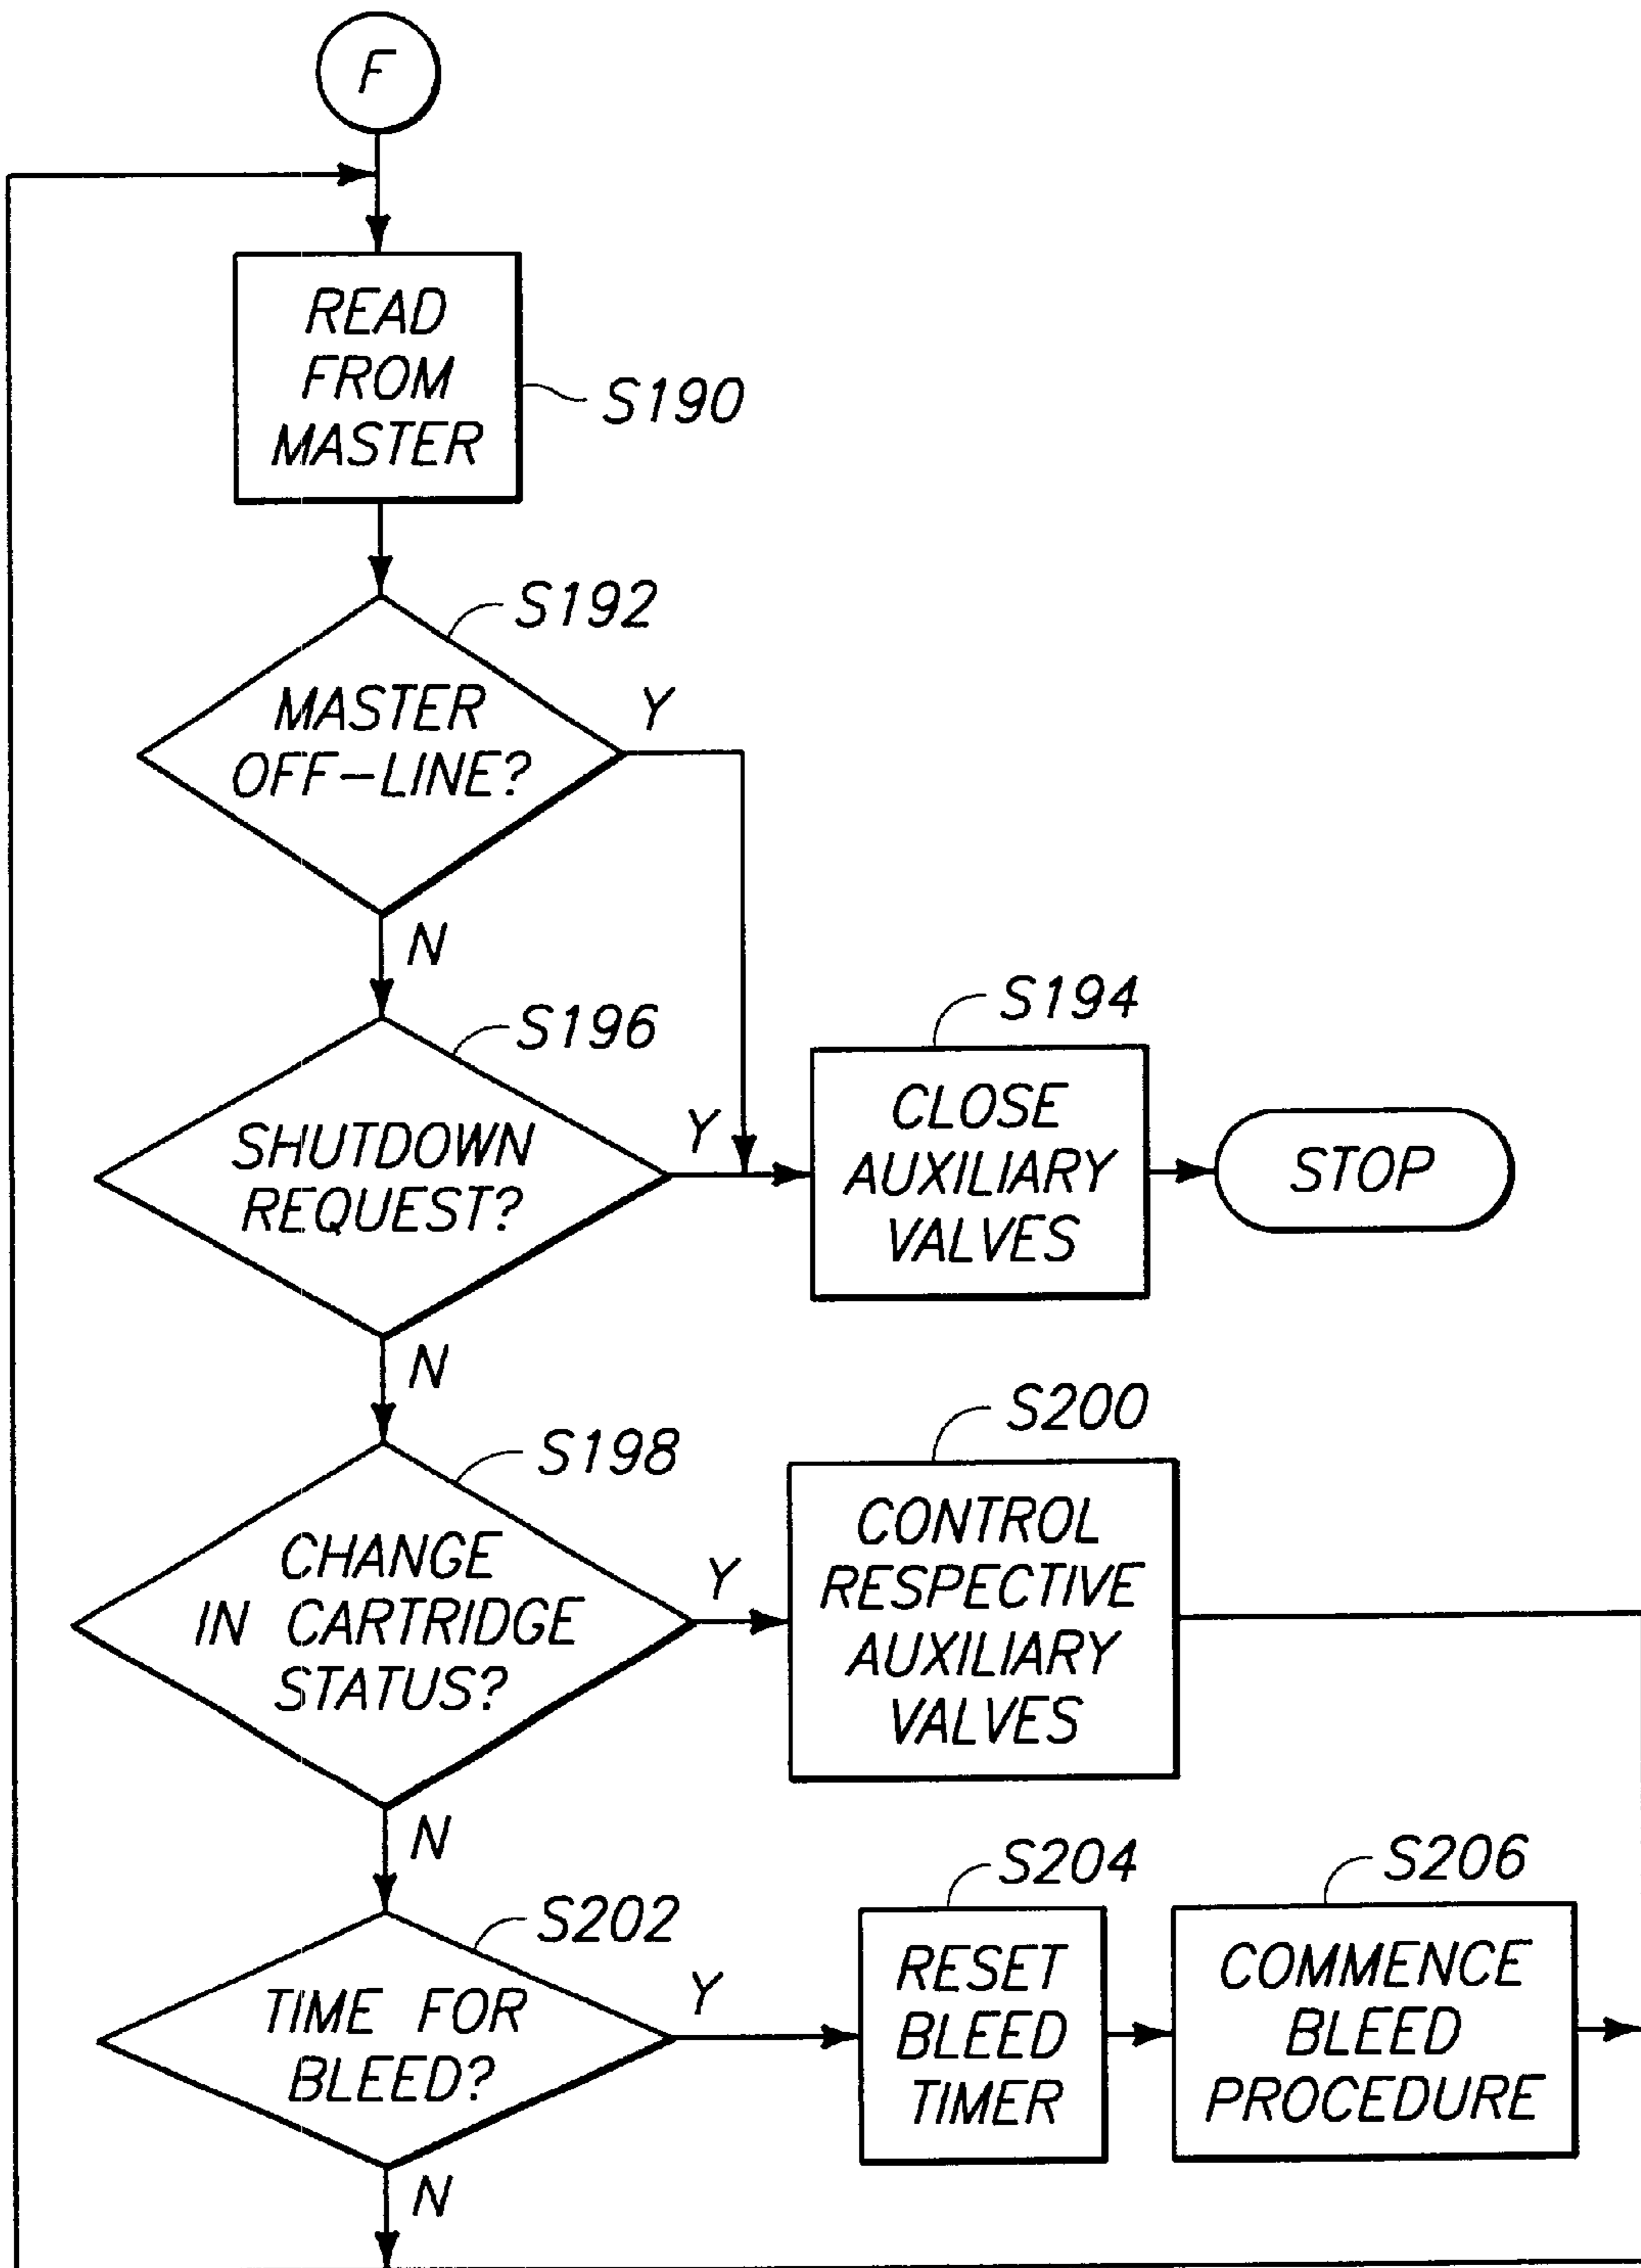 F
READ
FROM
MASTER
S190
S192
MASTER
OFF-LINE?
Y
N
S196
SHUTDOWN
REQUEST?
Y
S194
CLOSE
AUXILIARY
VALVES
STOP
N
S198
CHANGE
IN CARTRIDGE
STATUS?
Y
S200
CONTROL
RESPECTIVE
AUXILIARY
VALVES
N
S202
TIME FOR
BLEED?
Y
S204
RESET
BLEED
TIMER
S206
COMMENCE
BLEED
PROCEDURE
N